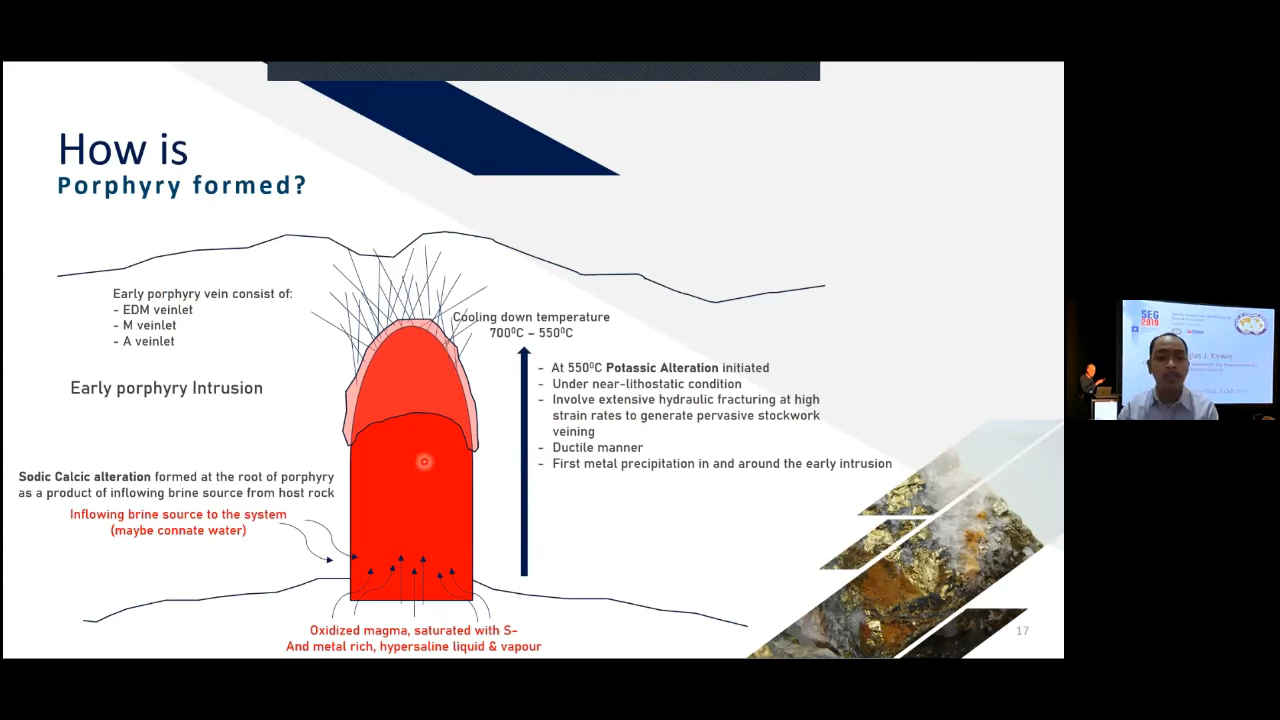 How is
Porphyry formed?
Early porphyry vein consist of:
- EDM veinlet
- M veinlet
- A veinlet
Cooling down temperature
700⁰C – 550⁰C
Early porphyry Intrusion
- At 550⁰C Potassic Alteration initiated
- Under near-lithostatic condition
- Involve extensive hydraulic fracturing at high
strain rates to generate pervasive stockwork
veining
- Ductile manner
- First metal precipitation in and around the early intrusion
Sodic Calcic alteration formed at the root of porphyry
as a product of inflowing brine source from host rock
Inflowing brine source to the system
(maybe connate water)
Oxidized magma, saturated with S-
And metal rich, hypersaline liquid & vapour
17
SEG
2019
J. Kirwin
Address